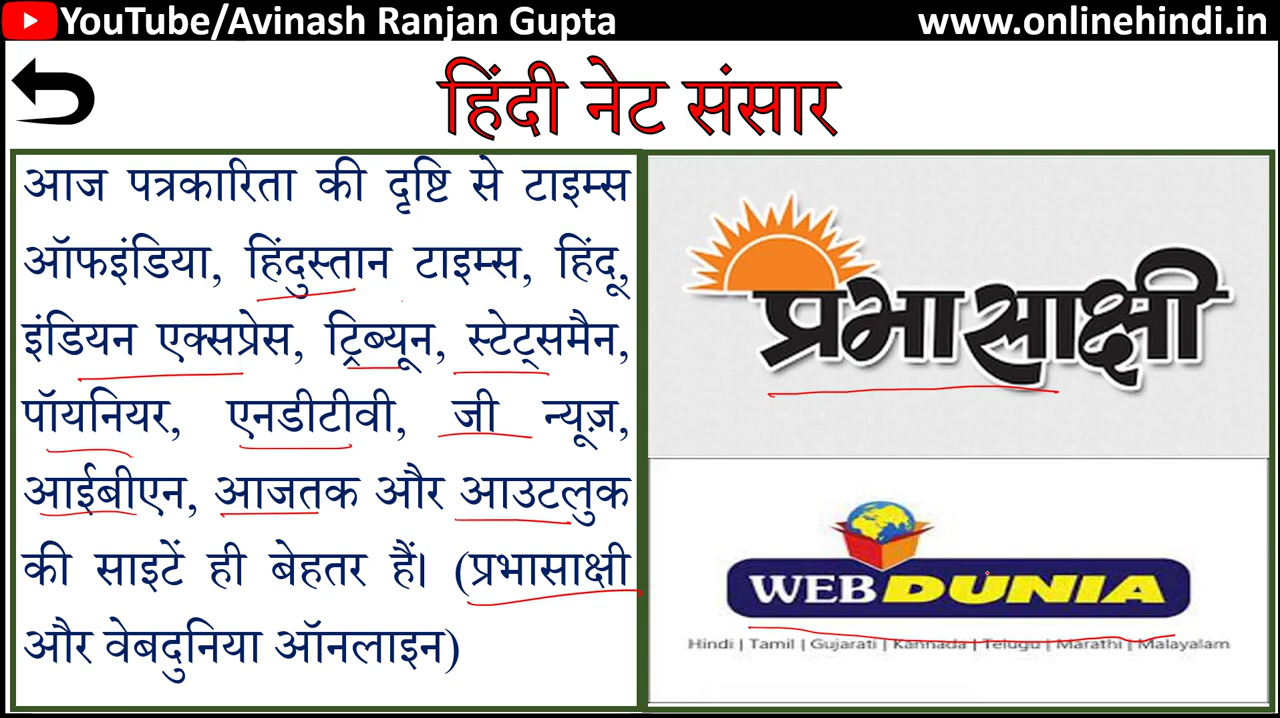 YouTube/Avinash Ranjan Gupta
www.onlinehindi.in
हिंदी नेट संसार
आज पत्रकारिता की दृष्टि से टाइम्स
ऑफइंडिया, हिंदुस्तान टाइम्स, हिंदू,
इंडियन एक्सप्रेस, ट्रिब्यून, स्टेट्समैन,
पॉयनियर, एनडीटीवी, जी न्यूज़,
आईबीएन, आजतक और आउटलुक
की साइटें ही बेहतर हैं। (प्रभासाक्षी
और वेबदुनिया ऑनलाइन)
प्रभासाक्षी
WEBDUNIA
Hindi | Tamil | Gujarati | Kannada | Telugu | Marathi | Malayalam